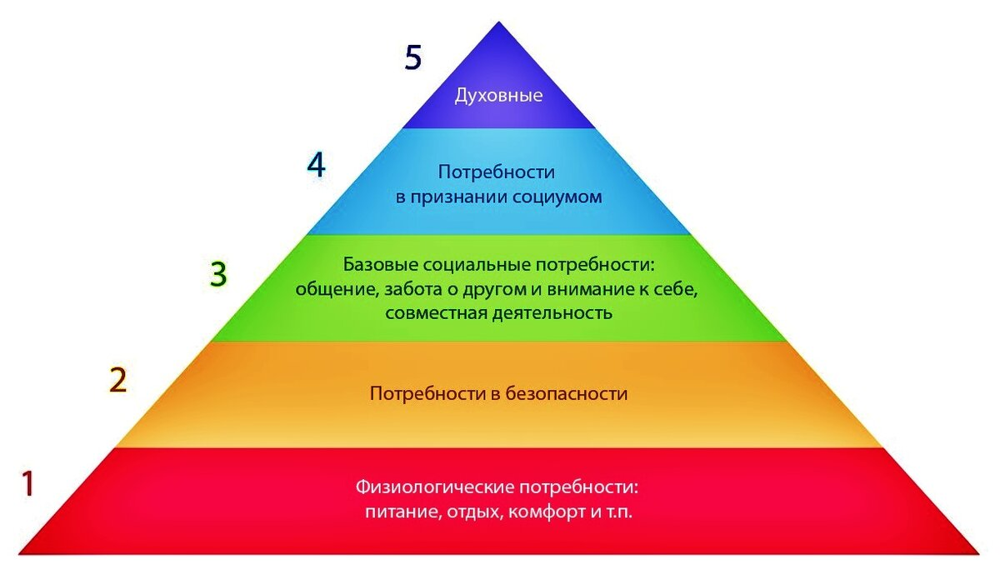 5
Духовные
4
Потребности
в признании социумом
3
Базовые социальные потребности:
общение, забота о другом и внимание к себе,
совместная деятельность
2
Потребности в безопасности
1
Физиологические потребности:
питание, отдых, комфорт и т.п.